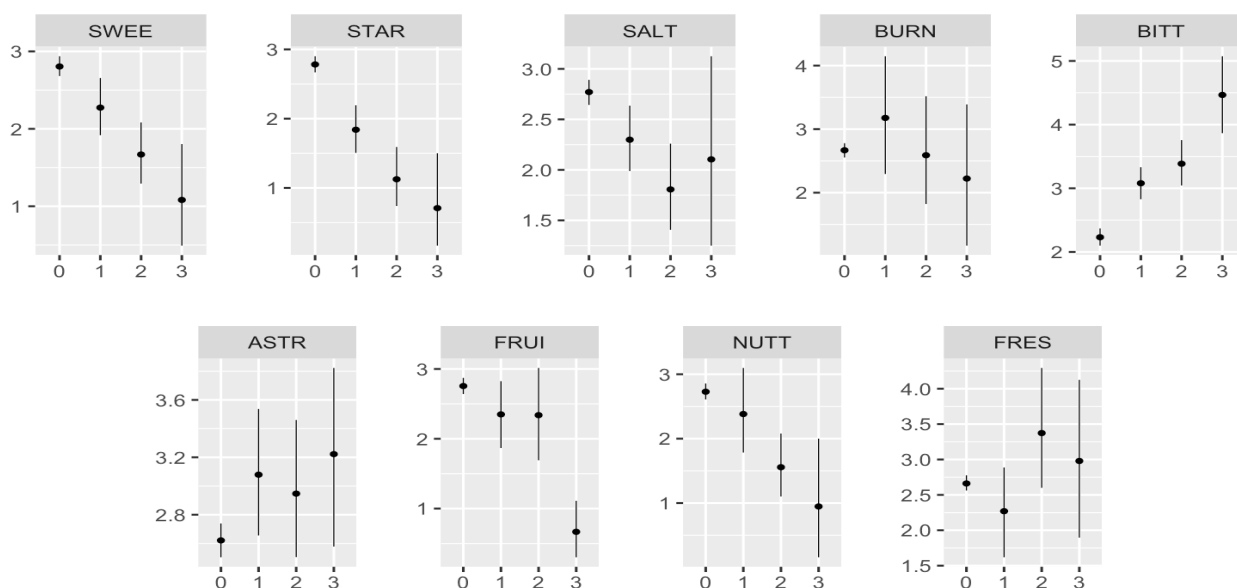 SWEE STAR SALT BURN BITT
3 3 3.0 4 5
2 2 2.5 3 4
1 1 2.0 2 3
1.5 2
0 1 2 3 0 1 2 3 0 1 2 3 0 1 2 3 0 1 2 3
ASTR FRUI NUTT FRES
3.6 3 3 4.0
3.2 2 2 3.5
2.8 1 1 3.0
2.5
2.0
1.5
0 1 2 3 0 1 2 3 0 1 2 3 0 1 2 3